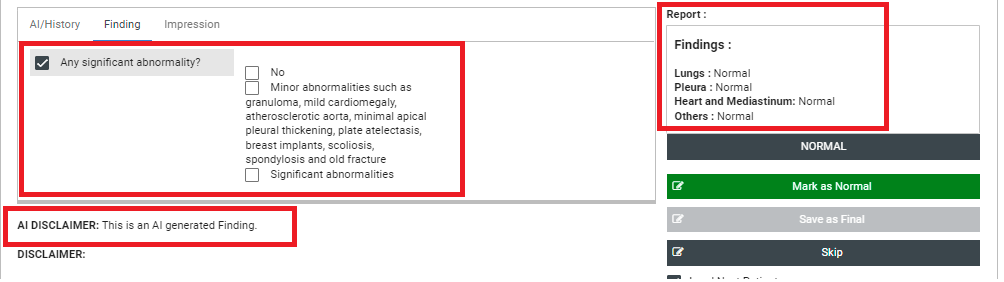 AI/History Finding Impression
Any significant abnormality?
No
Minor abnormalities such as
granuloma, mild cardiomegaly,
atherosclerotic aorta, minimal apical
pleural thickening, plate atelectasis,
breast implants, scoliosis,
spondylosis and old fracture
Significant abnormalities
AI DISCLAIMER: This is an AI generated Finding.
DISCLAIMER:
Report :
Findings :
Lungs : Normal
Pleura : Normal
Heart and Mediastinum: Normal
Others : Normal
NORMAL
Mark as Normal
Save as Final
Skip